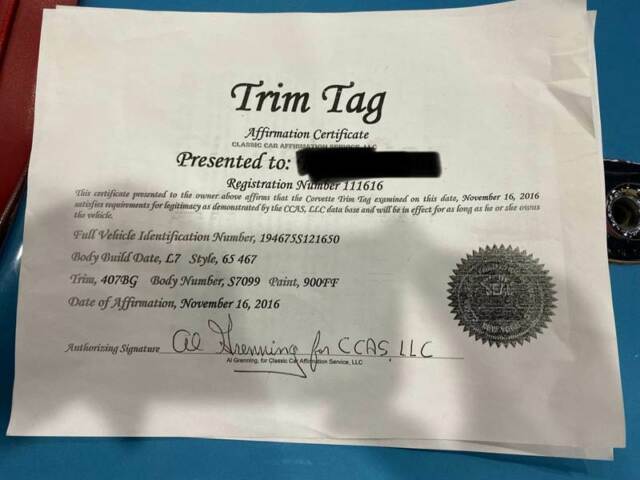 Trim Tag
Affirmation Certificate
CLASSIC CAR AFFIRMATION SERVICE, LLC
Presented to:
Registration Number 111616
This certificate presented to the owner above affirms that the Corvette Trim Tag examined on this date, November 16, 2016
satisfies requirements for legitimacy as demonstrated by the CCAS, LLC data base and will be in effect for as long as he or she owns
the vehicle.
Full Vehicle Identification Number, 194675S121650
Body Build Date, L7 Style, 65 467
Trim, 407BG Body Number, S7099 Paint, 900FF
Date of Affirmation, November 16, 2016
SEAL
Authorizing Signature Al Grenning for CCAS, LLC
Al Grenning, for Classic Car Affirmation Service, LLC